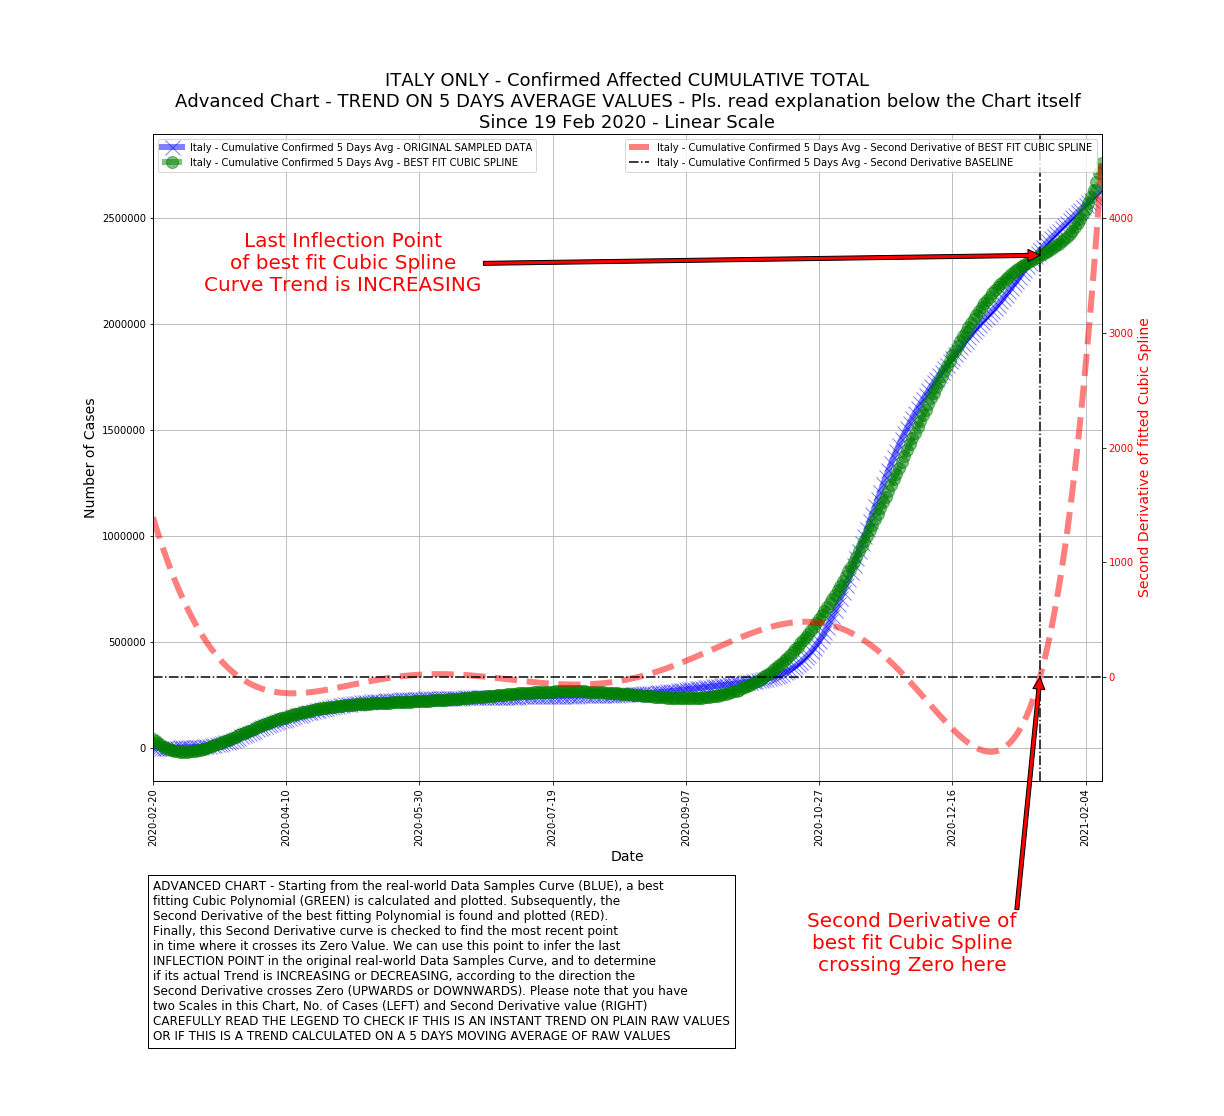 ITALY ONLY - Confirmed Affected CUMULATIVE TOTAL
Advanced Chart - TREND ON 5 DAYS AVERAGE VALUES - Pls. read explanation below the Chart itself
Since 19 Feb 2020 - Linear Scale
Italy - Cumulative Confirmed 5 Days Avg - ORIGINAL SAMPLED DATA
Italy - Cumulative Confirmed 5 Days Avg - BEST FIT CUBIC SPLINE
Italy - Cumulative Confirmed 5 Days Avg - Second Derivative of BEST FIT CUBIC SPLINE
Italy - Cumulative Confirmed 5 Days Avg - Second Derivative BASELINE
Last Inflection Point
of best fit Cubic Spline
Curve Trend is INCREASING
Number of Cases
2500000
2000000
1500000
1000000
500000
0
4000
3000
2000
1000
0
Second Derivative of fitted Cubic Spline
2020-02-20
2020-04-10
2020-05-30
2020-07-19
2020-09-07
2020-10-27
2020-12-16
2021-02-04
Date
ADVANCED CHART - Starting from the real-world Data Samples Curve (BLUE), a best
fitting Cubic Polynomial (GREEN) is calculated and plotted. Subsequently, the
Second Derivative of the best fitting Polynomial is found and plotted (RED).
Finally, this Second Derivative curve is checked to find the most recent point
in time where it crosses its Zero Value. We can use this point to infer the last
INFLECTION POINT in the original real-world Data Samples Curve, and to determine
if its actual Trend is INCREASING or DECREASING, according to the direction the
Second Derivative crosses Zero (UPWARDS or DOWNWARDS). Please note that you have
two Scales in this Chart, No. of Cases (LEFT) and Second Derivative value (RIGHT)
CAREFULLY READ THE LEGEND TO CHECK IF THIS IS AN INSTANT TREND ON PLAIN RAW VALUES
OR IF THIS IS A TREND CALCULATED ON A 5 DAYS MOVING AVERAGE OF RAW VALUES
Second Derivative of
best fit Cubic Spline
crossing Zero here